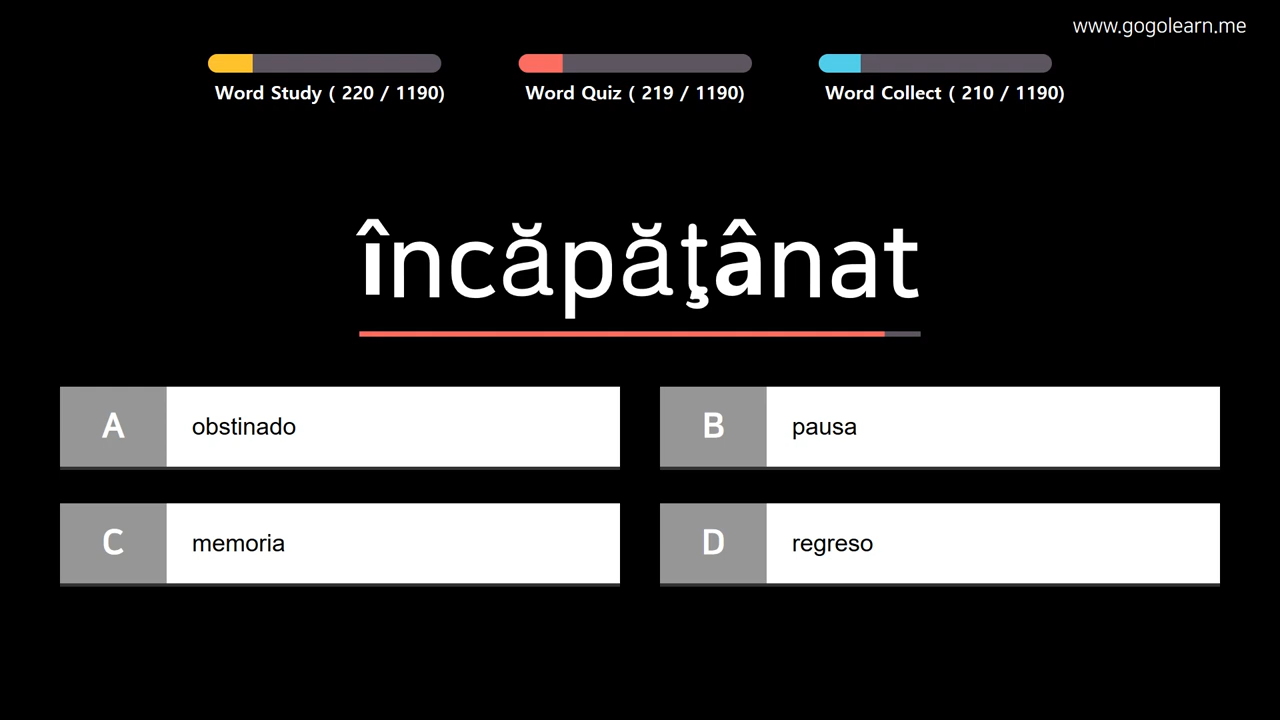 www.gogolearn.me
Word Study ( 220 / 1190)
Word Quiz ( 219 / 1190)
Word Collect ( 210 / 1190)
încăpăţânat
A obstinado
B pausa
C memoria
D regreso